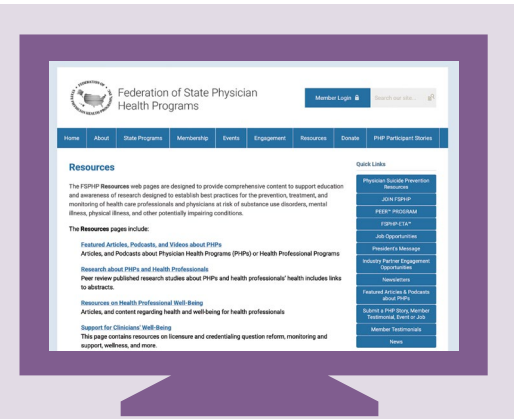 Federation of State Physician
Health Programs
Member Login
Search our site...
Home About State Programs Membership Events Engagement Resources Donate PHP Participant Stories
Resources
The FSPHP Resources web pages are designed to provide comprehensive content to support education
and awareness of research designed to establish best practices for the prevention, treatment, and
monitoring of health care professionals and physicians at risk of substance use disorders, mental
illness, physical illness, and other potentially impairing conditions.
The Resources pages include:
Featured Articles, Podcasts, and Videos about PHPs
Articles, and Podcasts about Physician Health Programs (PHPs) or Health Professional Programs
Research about PHPs and Health Professionals
Peer review published research studies about PHPs and health professionals' health includes links
to abstracts.
Resources on Health Professional Well-Being
Articles, and content regarding health and well-being for health professionals
Support for Clinicians' Well-Being
This page contains resources on licensure and credentialing question reform, monitoring and
support, wellness, and more.
Quick Links
Physician Suicide Prevention
Resources
JOIN FSPHP
PEER™ PROGRAM
FSPHP-ETA™
Job Opportunities
President's Message
Industry Partner Engagement
Opportunities
Newsletters
Featured Articles & Podcasts
about PHPs
Submit a PHP Story, Member
Testimonial, Event or Job
Member Testimonials
News